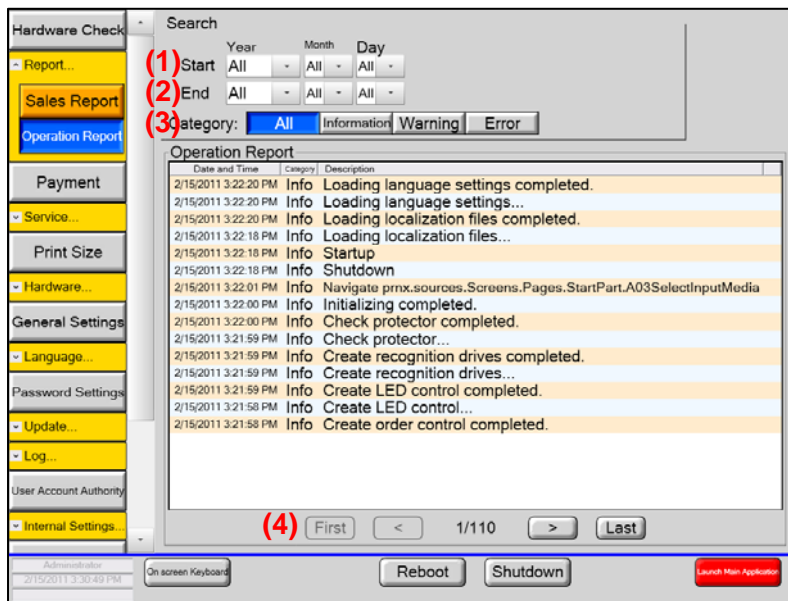 Hardware Check
Report...
Sales Report
Operation Report
Payment
Service...
Print Size
Hardware...
General Settings
Language...
Password Settings
Update...
Log...
User Account Authority
Internal Settings...
Search
Year Month Day
(1) Start All All All
(2) End All All All
(3) Category: All Information Warning Error
Operation Report
Date and Time Category Description
2/15/2011 3:22:20 PM Info Loading language settings completed.
2/15/2011 3:22:20 PM Info Loading language settings...
2/15/2011 3:22:20 PM Info Loading localization files completed.
2/15/2011 3:22:18 PM Info Loading localization files...
2/15/2011 3:22:18 PM Info Startup
2/15/2011 3:22:18 PM Info Shutdown
2/15/2011 3:22:01 PM Info Navigate prnx.sources.Screens.Pages.StartPart.A03SelectInputMedia
2/15/2011 3:22:00 PM Info Initializing completed.
2/15/2011 3:22:00 PM Info Check protector completed.
2/15/2011 3:21:59 PM Info Check protector...
2/15/2011 3:21:59 PM Info Create recognition drives completed.
2/15/2011 3:21:59 PM Info Create recognition drives...
2/15/2011 3:21:59 PM Info Create LED control completed.
2/15/2011 3:21:58 PM Info Create LED control...
2/15/2011 3:21:58 PM Info Create order control completed.
(4) First < 1/110 > Last
Administrator
2/15/2011 3:30:49 PM
On screen Keyboard
Reboot
Shutdown
Launch Main Application